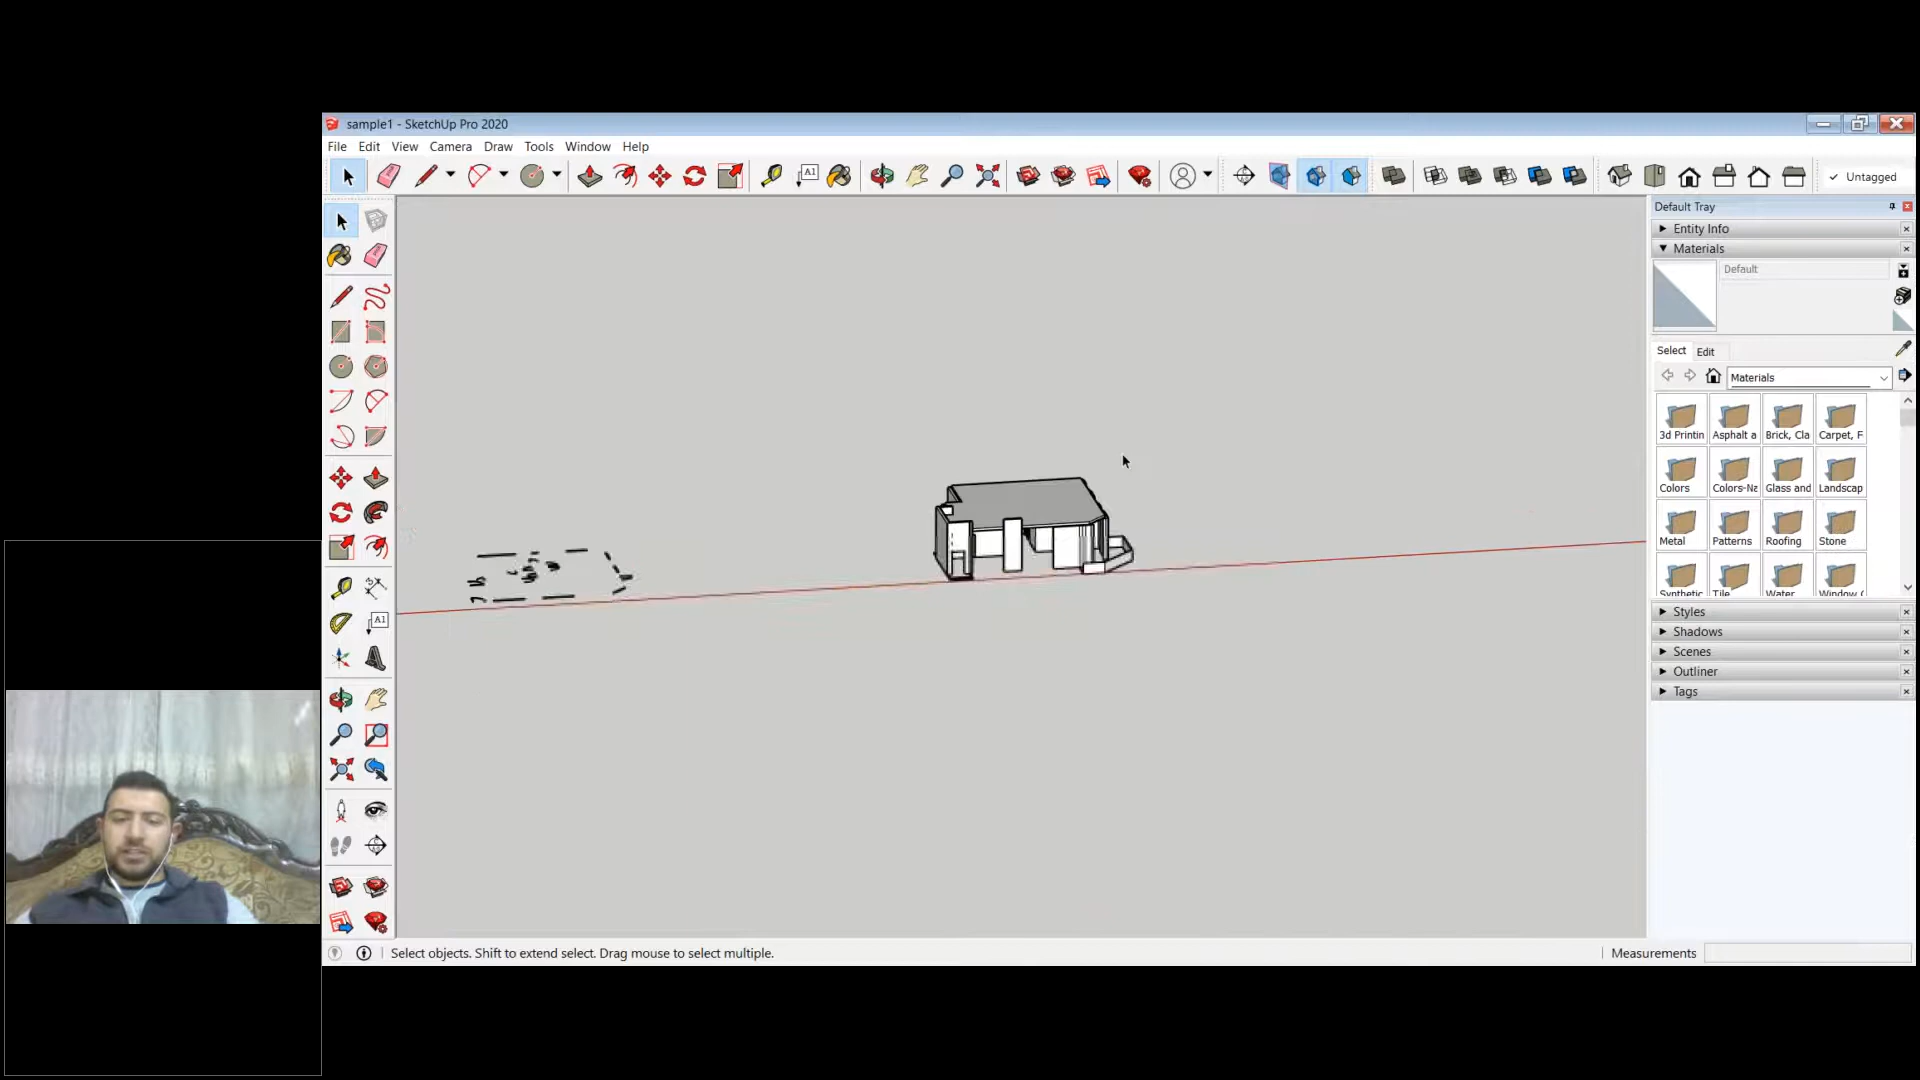 sample1 - SketchUp Pro 2020
File Edit View Camera Draw Tools Window Help
A1
Untagged
Default Tray
Entity Info
Materials
Default
Select Edit
Materials
3d Printin Asphalt a Brick, Cla Carpet, F
Colors Colors-Na Glass and Landscap
Metal Patterns Roofing Stone
Synthetic Tile Water Window (
Styles
Shadows
Scenes
Outliner
Tags
A1
Select objects. Shift to extend select. Drag mouse to select multiple.
Measurements